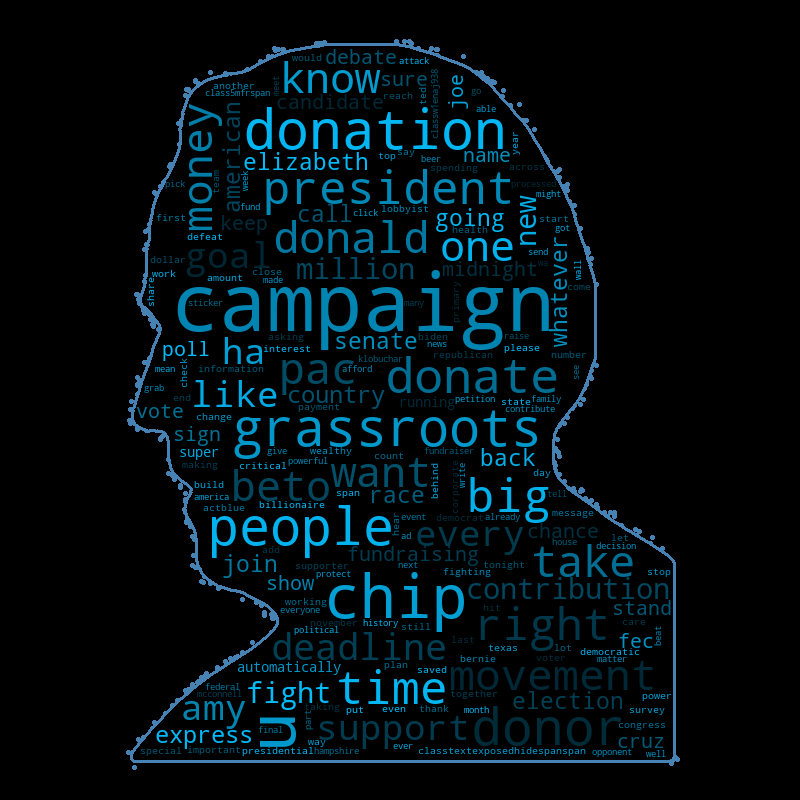 would
debate
attack
another
know
sure
joe
class5mfrspan
candidate
reach
go
meet
tedle
classwfenaj938
able
money
american
donation
year
elizabeth
top
say
beer
name
across
pick
team
week
spending
processed
president
might
new
first
fund
call
click
lobbyist
going
start
keep
health
got
defeat
donald
one
send
whatever
goal
dollar
million
midnight
wall
work
amount
close
made
come
share
campaign
sticker
many
primary
asking
biden
senate
news
raise
number
poll
ha
interest
republican
please
mean
check
information
pac
klobuchar
afford
donate
see
grab
like
country
running
petition
state
family
end
payment
contribute
vote
change
sign
grassroots
super
give
count
fundraiser
back
wealthy
making
critical
powerful
want
day
tell
build
beto
span
race
behind
write
corporate
big
america
billionaire
actblue
event
democrat
already
message
people
hear
ad
every
chance
house
let
decision
join
add
fundraising
supporter
next
tonight
take
show
protect
fighting
stop
working
chip
contribution
everyone
november
history
still
hit
right
care
stand
political
fec
beat
deadline
last
texas
lot
democratic
automatically
plan
saved
bernie
voter
matter
federal
mcconnell
fight
time
movement
together
power
amy
taking
put
even
thank
month
election
survey
part
support
donor
congress
express
u
final
way
ever
cruz
special
important
presidential
hampshire
classtextexposedhidespanspan
opponent
well